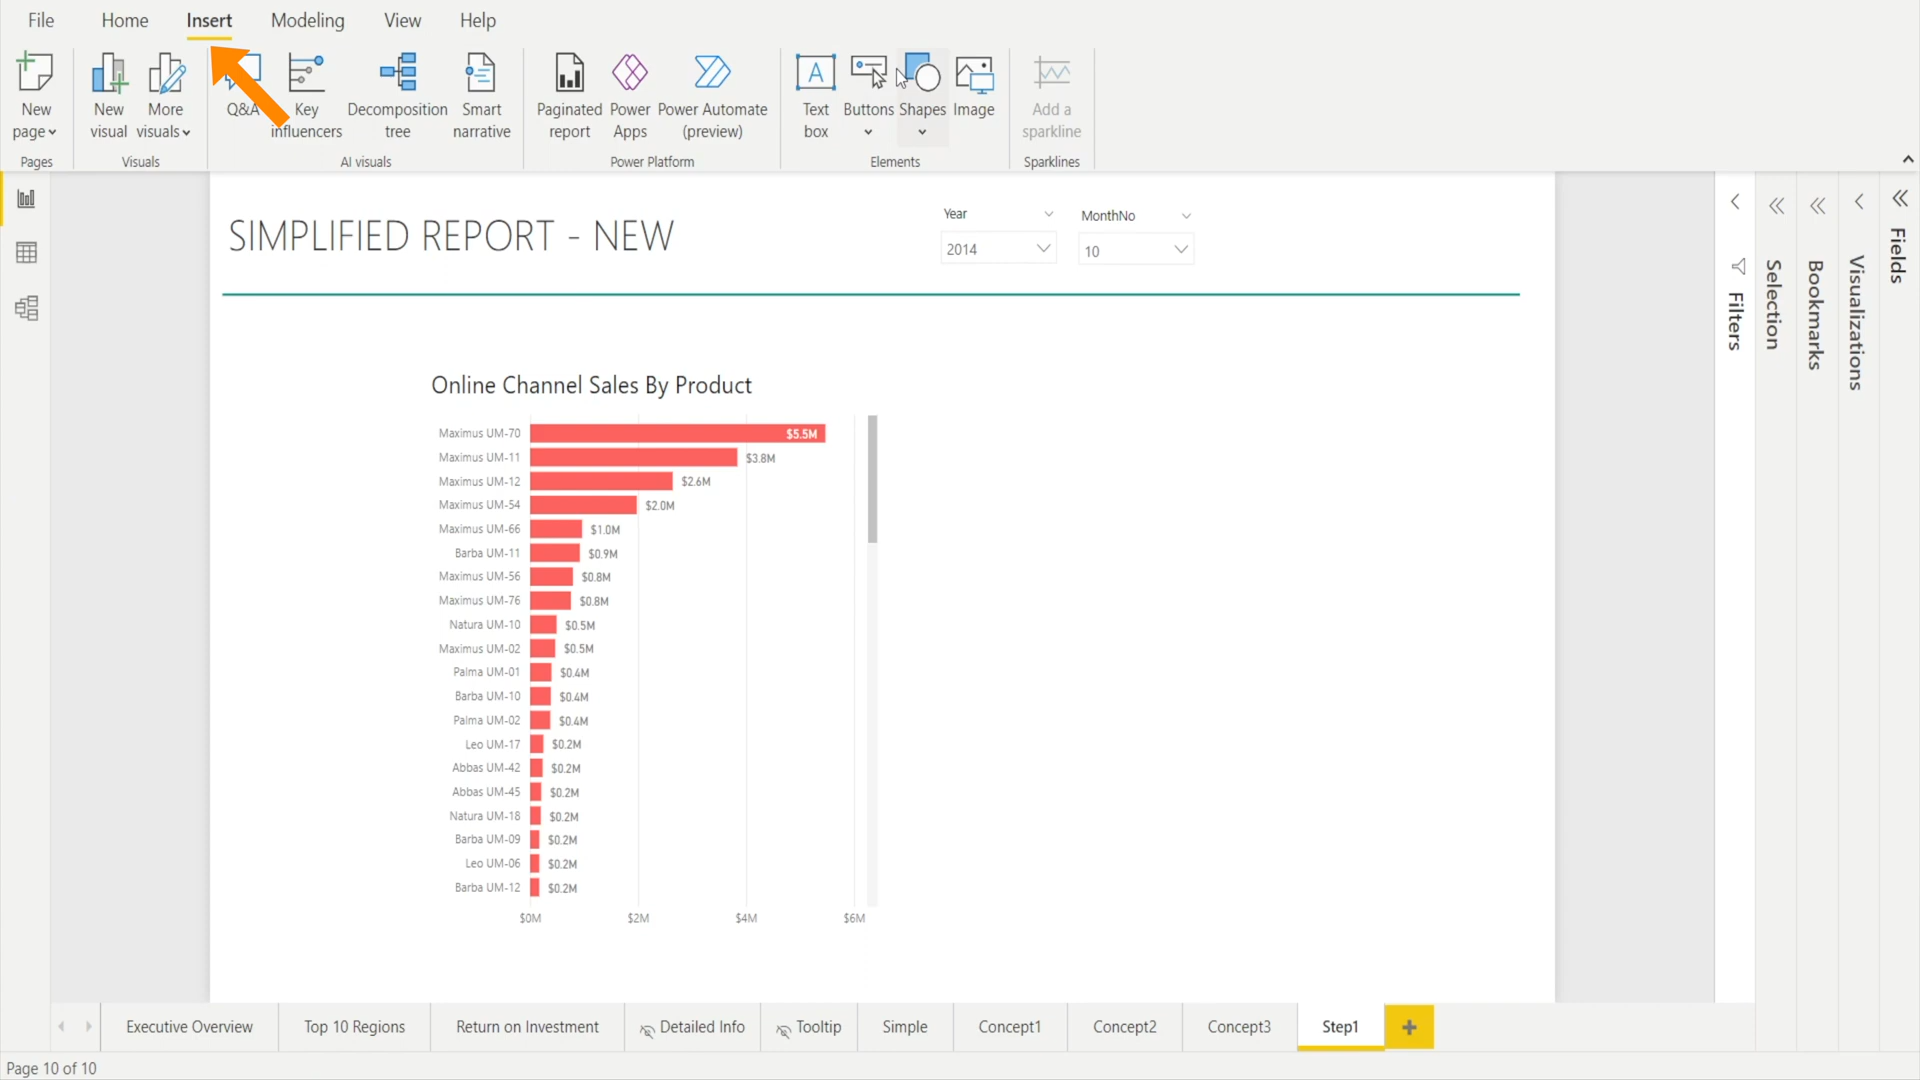 File Home Insert Modeling View Help
New page
New visual
More visuals
Q&A
Key influencers
Decomposition tree
Smart narrative
Paginated report
Power Apps
Power Automate (preview)
Text box
Buttons
Shapes
Image
Add a sparkline
Pages Visuals AI visuals Power Platform Elements Sparklines
SIMPLIFIED REPORT - NEW
Year
2014
MonthNo
10
Filters
Selection
Bookmarks
Visualizations
Fields
Online Channel Sales By Product
Maximus UM-70 $5.5M
Maximus UM-11 $3.8M
Maximus UM-12 $2.6M
Maximus UM-54 $2.0M
Maximus UM-66 $1.0M
Barba UM-11 $0.9M
Maximus UM-56 $0.8M
Maximus UM-76 $0.8M
Natura UM-10 $0.5M
Maximus UM-02 $0.5M
Palma UM-01 $0.4M
Barba UM-10 $0.4M
Palma UM-02 $0.4M
Leo UM-17 $0.2M
Abbas UM-42 $0.2M
Abbas UM-45 $0.2M
Natura UM-18 $0.2M
Barba UM-09 $0.2M
Leo UM-06 $0.2M
Barba UM-12 $0.2M
$0M $2M $4M $6M
Executive Overview Top 10 Regions Return on Investment Detailed Info Tooltip Simple Concept1 Concept2 Concept3 Step1
Page 10 of 10